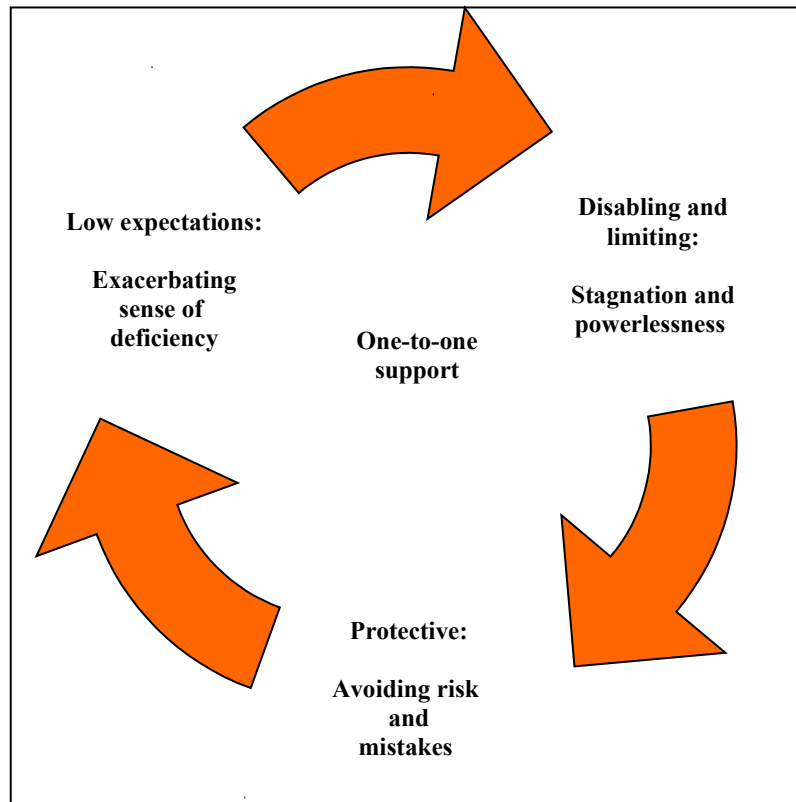 Low expectations:
Exacerbating
sense of
deficiency
Disabling and
limiting:
Stagnation and
powerlessness
One-to-one
support
Protective:
Avoiding risk
and
mistakes